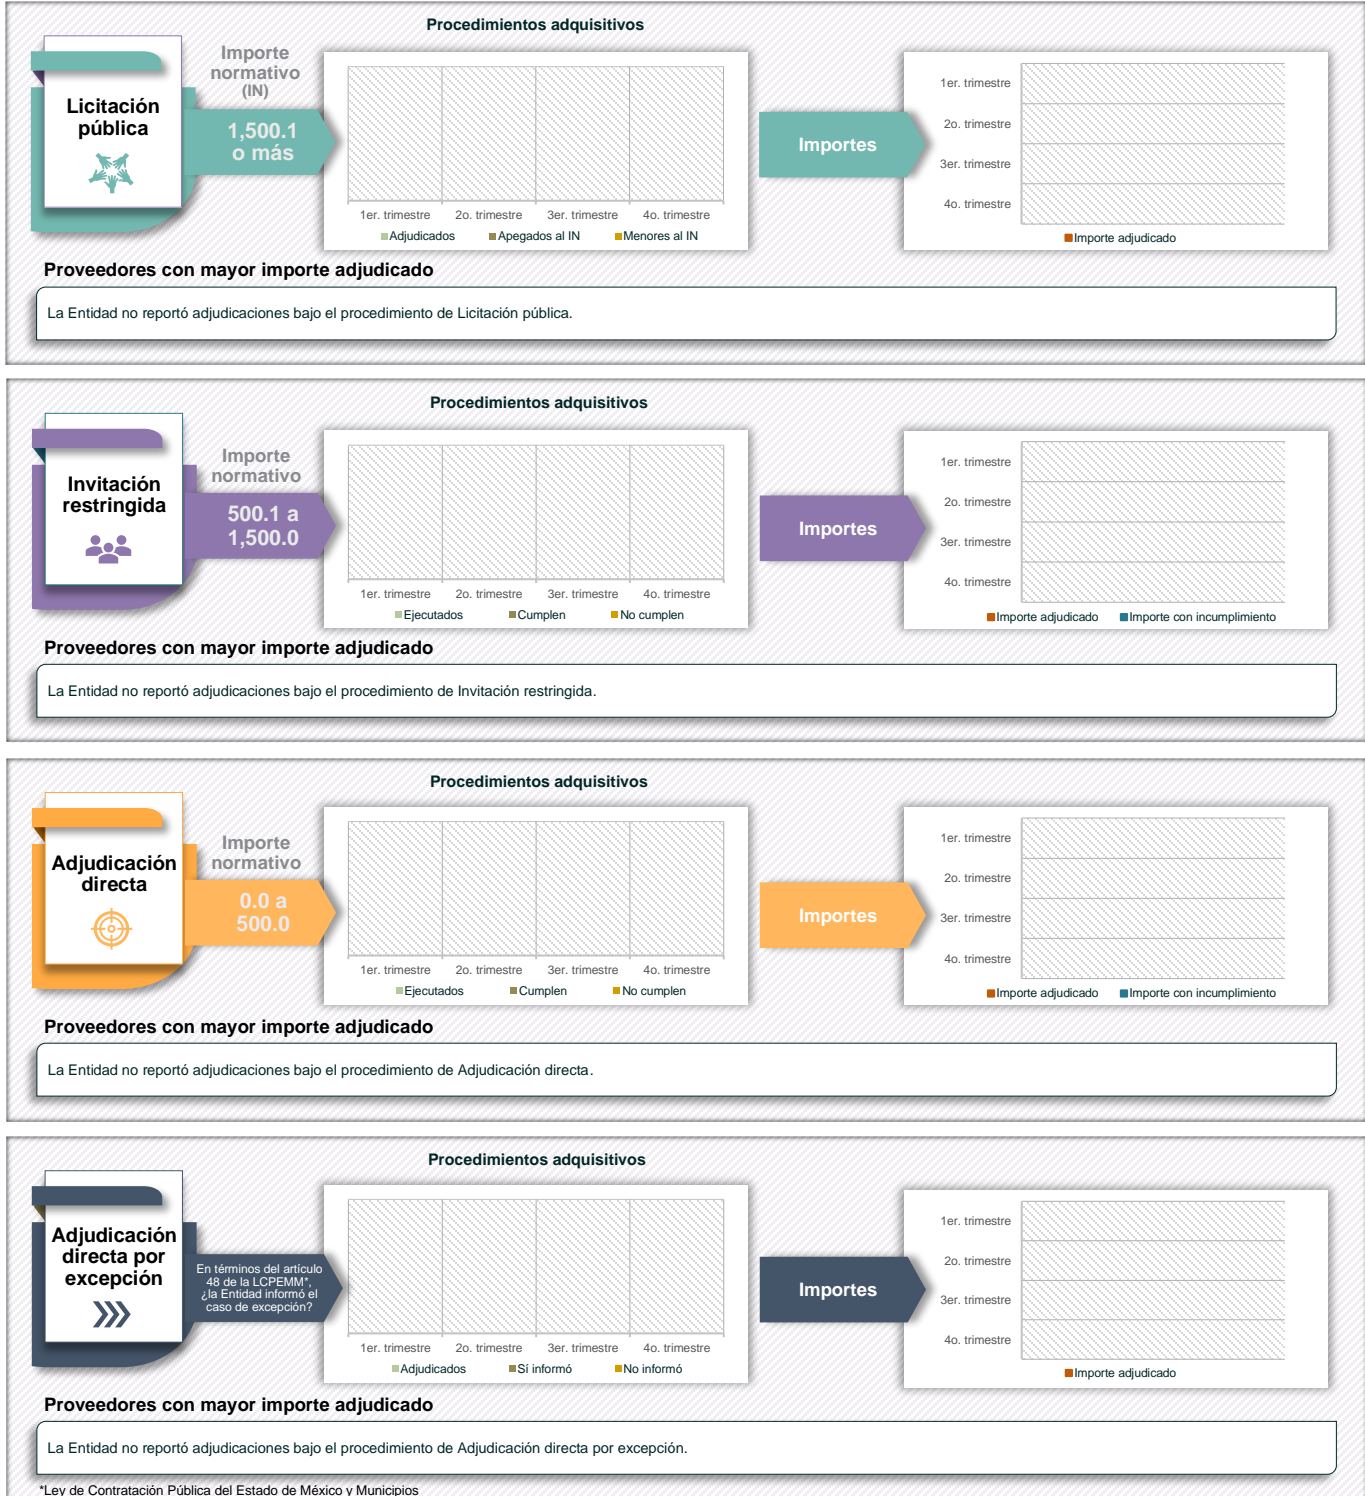 Procedimientos adquisitivos
Licitación
pública
Importe
normativo
(IN)
1,500.1
o más
1er. trimestre 2o. trimestre 3er. trimestre 4o. trimestre
Adjudicados Apegados al IN Menores al IN
Importes
1er. trimestre
2o. trimestre
3er. trimestre
4o. trimestre
Importe adjudicado
Proveedores con mayor importe adjudicado
La Entidad no reportó adjudicaciones bajo el procedimiento de Licitación pública.
Procedimientos adquisitivos
Invitación
restringida
Importe
normativo
500.1 a
1,500.0
1er. trimestre 2o. trimestre 3er. trimestre 4o. trimestre
Ejecutados Cumplen No cumplen
Importes
1er. trimestre
2o. trimestre
3er. trimestre
4o. trimestre
Importe adjudicado Importe con incumplimiento
Proveedores con mayor importe adjudicado
La Entidad no reportó adjudicaciones bajo el procedimiento de Invitación restringida.
Procedimientos adquisitivos
Adjudicación
directa
Importe
normativo
0.0 a
500.0
1er. trimestre 2o. trimestre 3er. trimestre 4o. trimestre
Ejecutados Cumplen No cumplen
Importes
1er. trimestre
2o. trimestre
3er. trimestre
4o. trimestre
Importe adjudicado Importe con incumplimiento
Proveedores con mayor importe adjudicado
La Entidad no reportó adjudicaciones bajo el procedimiento de Adjudicación directa.
Procedimientos adquisitivos
Adjudicación
directa por
excepción
En términos del artículo
48 de la LCPEMM*,
¿la Entidad informó el
caso de excepción?
1er. trimestre 2o. trimestre 3er. trimestre 4o. trimestre
Adjudicados Sí informó No informó
Importes
1er. trimestre
2o. trimestre
3er. trimestre
4o. trimestre
Importe adjudicado
Proveedores con mayor importe adjudicado
La Entidad no reportó adjudicaciones bajo el procedimiento de Adjudicación directa por excepción.
*Ley de Contratación Pública del Estado de México y Municipios